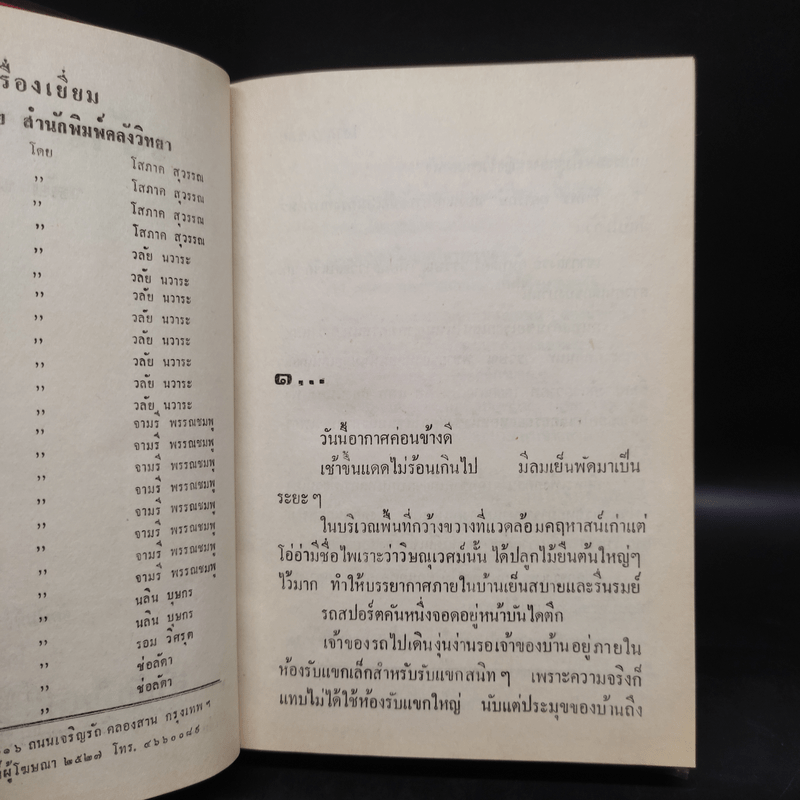 รื่องเยี่ยม
ย สำนักพิมพ์คลังวิทยา
โดย โสภาค สุวรรณ
,, โสภาค สุวรรณ
,, โสภาค สุวรรณ
,, โสภาค สุวรรณ
,, วลัย นวาระ
,, วลัย นวาระ
,, วลัย นวาระ
,, วลัย นวาระ
,, วลัย นวาระ
,, วลัย นวาระ
,, วลัย นวาระ
,, วลัย นวาระ
,, จามรี พรรณชมพู
,, จามรี พรรณชมพู
,, จามรี พรรณชมพู
,, จามรี พรรณชมพู
,, จามรี พรรณชมพู
,, จามรี พรรณชมพู
,, จามรี พรรณชมพู
,, จามรี พรรณชมพู
,, นลิน บุษกร
,, นลิน บุษกร
,, รอม วิศรุต
,, ช่อลัดา
,, ช่อลัดา
๑๖ ถนนเจริญรัถ คลองสาน กรุงเทพฯ
ผู้โฆษณา ๒๕๒๗ โทร. ๔๖๖๐๐๘๙
๑...
วันนี้อากาศค่อนข้างดี
เช้าขึ้นแดดไม่ร้อนเกินไป มีลมเย็นพัดมาเป็น
ระยะๆ
ในบริเวณพื้นที่กว้างขวางที่แวดล้อมคฤหาสน์เก่าแต่
โอ่อ่ามีชื่อไพเราะว่าวิษณุเวศม์นั้น ได้ปลูกไม้ยืนต้นใหญ่ๆ
ไว้มาก ทำให้บรรยากาศภายในบ้านเย็นสบายและรื่นรมย์
รถสปอร์ตคันหนึ่งจอดอยู่หน้าบันไดตึก
เจ้าของรถไปเดินงุ่นง่านรอเจ้าของบ้านอยู่ภายใน
ห้องรับแขกเล็กสำหรับรับแขกสนิทๆ เพราะความจริงก็
แทบไม่ได้ใช้ห้องรับแขกใหญ่ นับแต่ประมุขของบ้านถึง